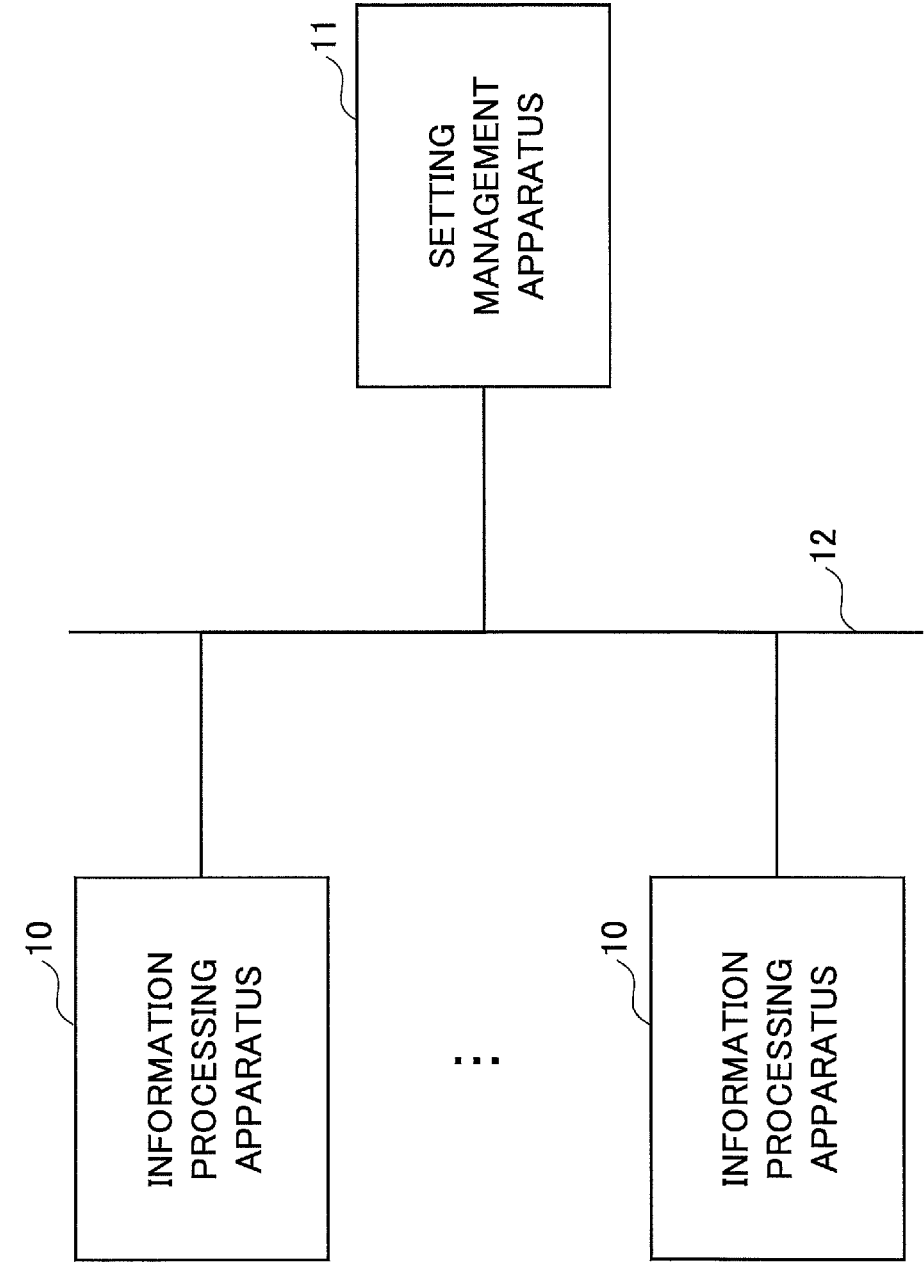 11
SETTING
MANAGEMENT
APPARATUS
12
10
INFORMATION
PROCESSING
APPARATUS
...
10
INFORMATION
PROCESSING
APPARATUS